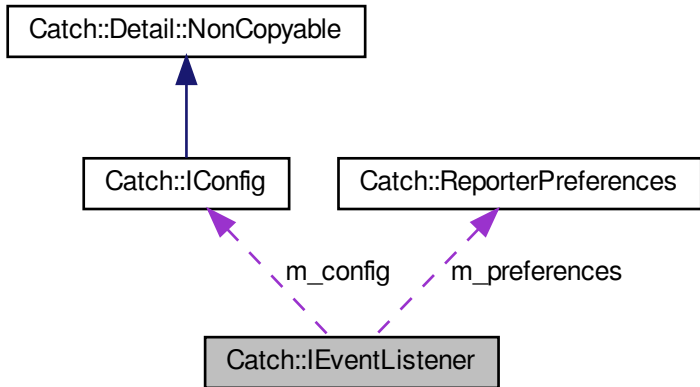 Catch::Detail::NonCopyable
Catch::IConfig
Catch::ReporterPreferences
m_config
m_preferences
Catch::IEventListener